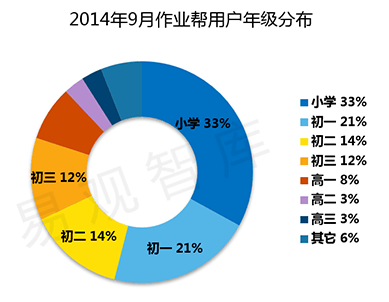 2014年9月作业帮用户年级分布
小学 33%
初一 21%
初二 14%
初三 12%
易观智库
小学 33%
初一 21%
初二 14%
初三 12%
高一 8%
高二 3%
高三 3%
其它 6%